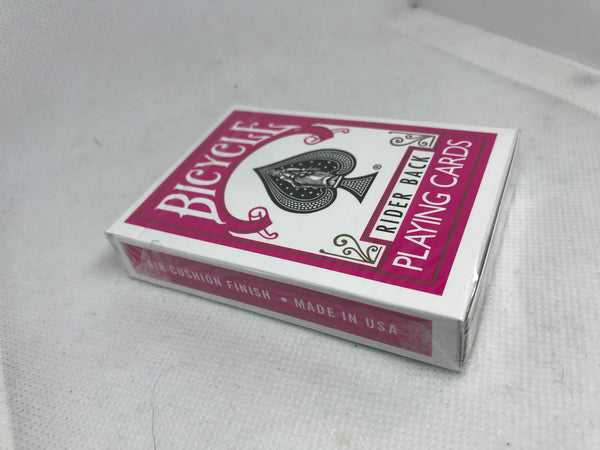 BICYCLE
®
RIDER BACK
PLAYING CARDS
AIR-CUSHION FINISH • MADE IN USA